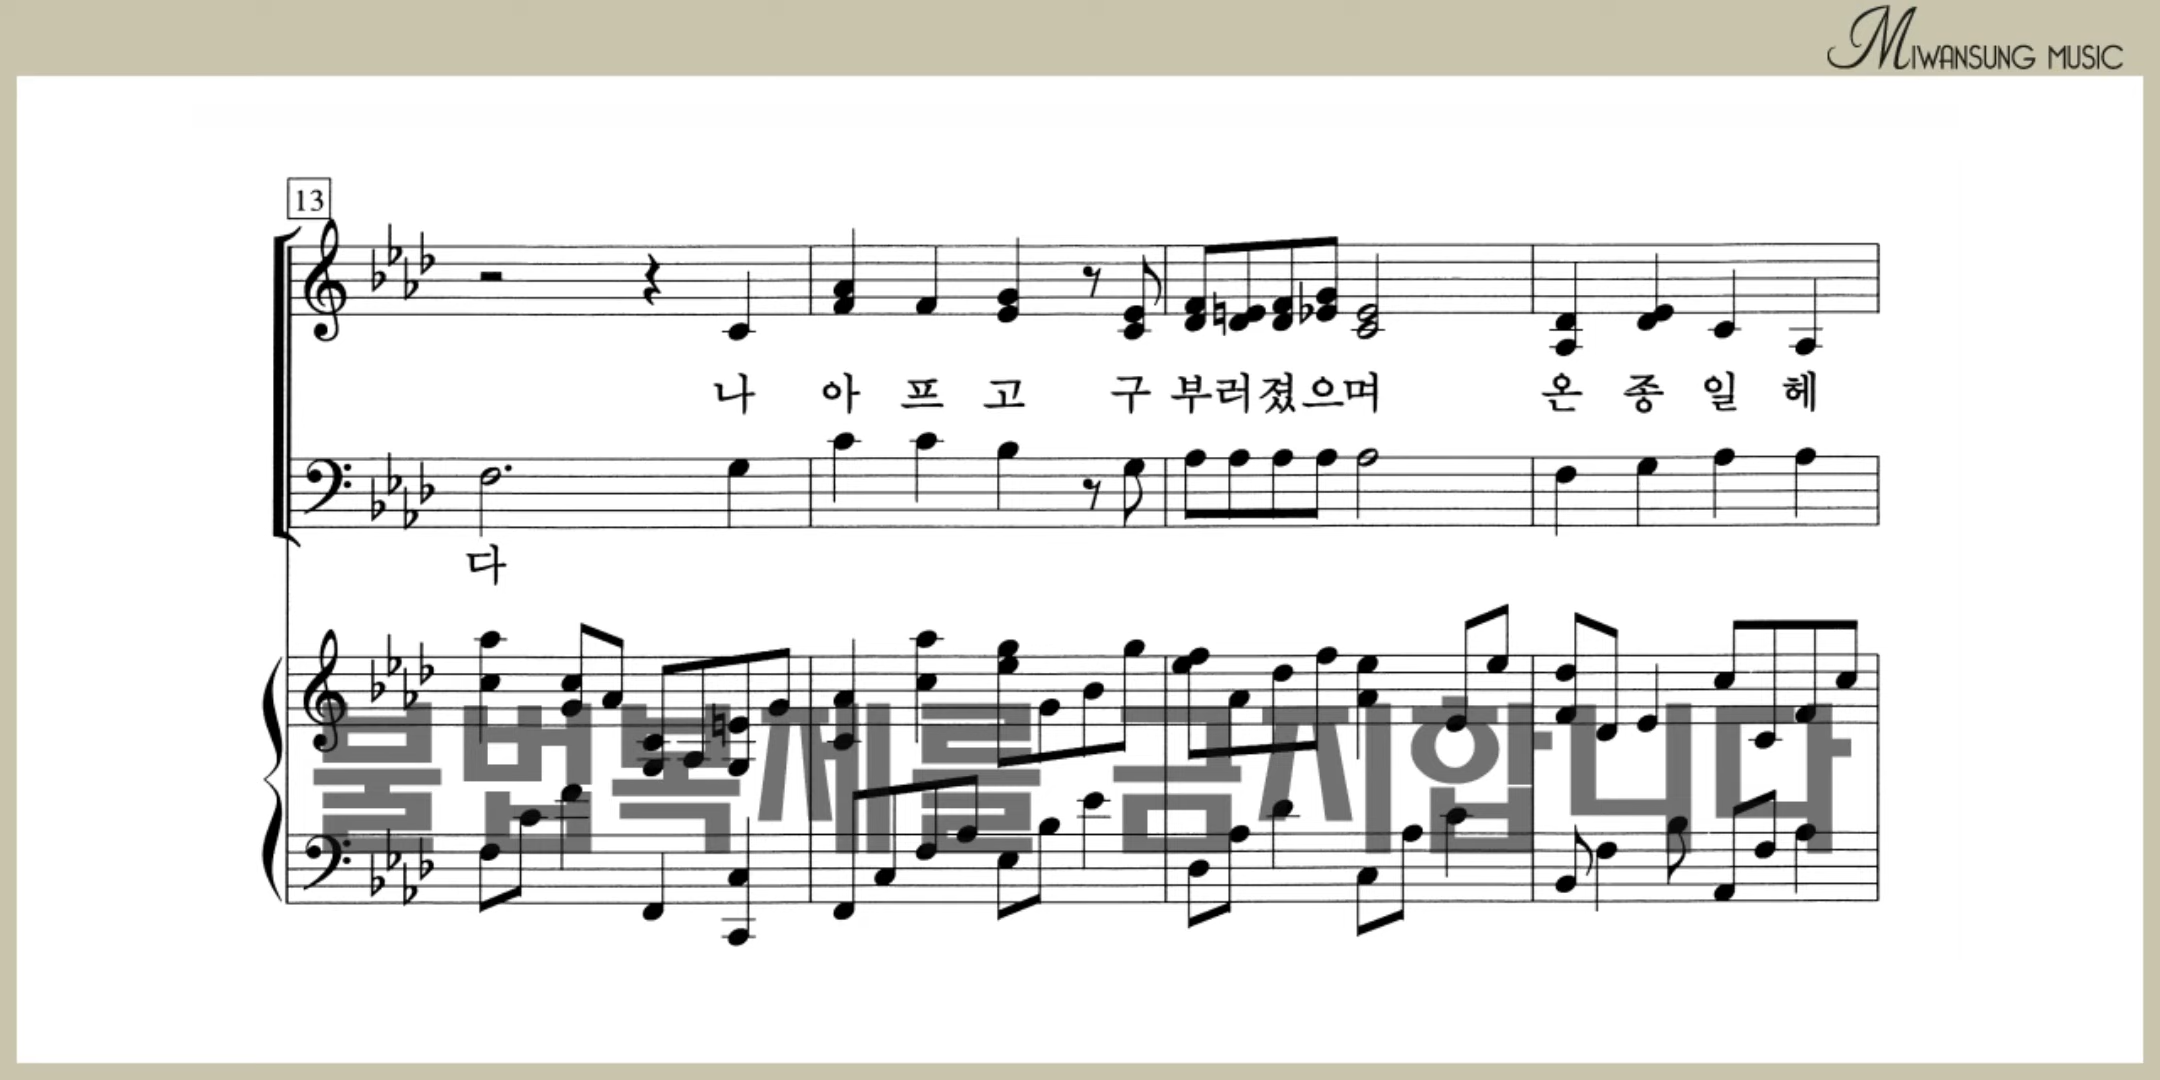 MIWANSUNG MUSIC
13
나 아 프 고 구 부러졌으며 온 종 일 헤
다
불법복제를 금지합니다